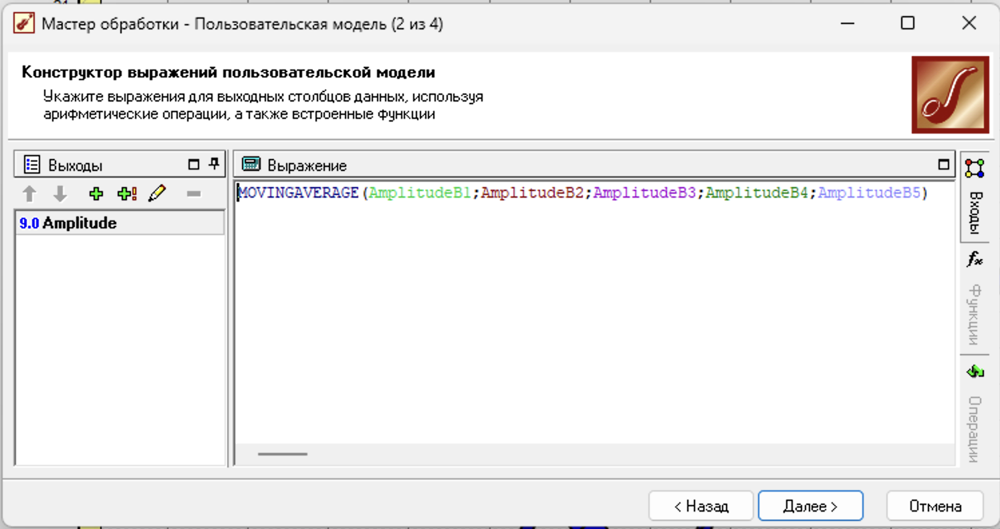 Мастер обработки - Пользовательская модель (2 из 4)
Конструктор выражений пользовательской модели
Укажите выражения для выходных столбцов данных, используя
арифметические операции, а также встроенные функции
Выходы
Выражение
9.0 Amplitude
MOVINGAVERAGE(AmplitudeB1;AmplitudeB2;AmplitudeB3;AmplitudeB4;AmplitudeB5)
Входы
fx
Функции
Операции
< Назад
Далее >
Отмена